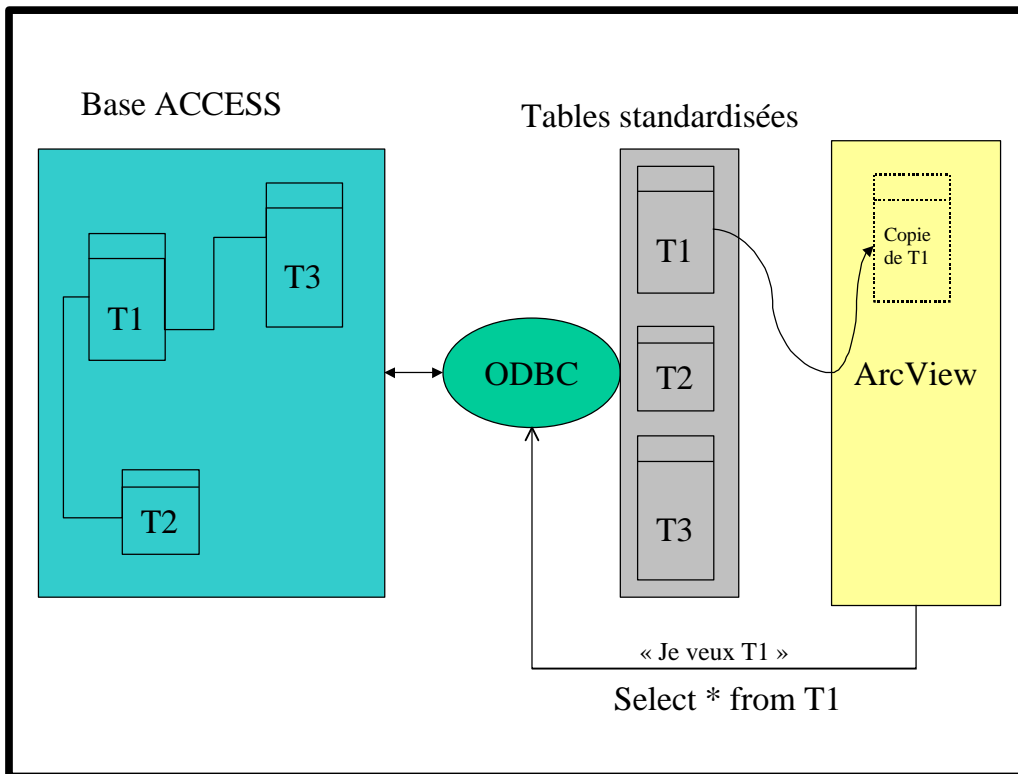 Base ACCESS
Tables standardisées
T1
T3
T2
ODBC
T1
T2
T3
Copie
de T1
ArcView
« Je veux T1 »
Select * from T1